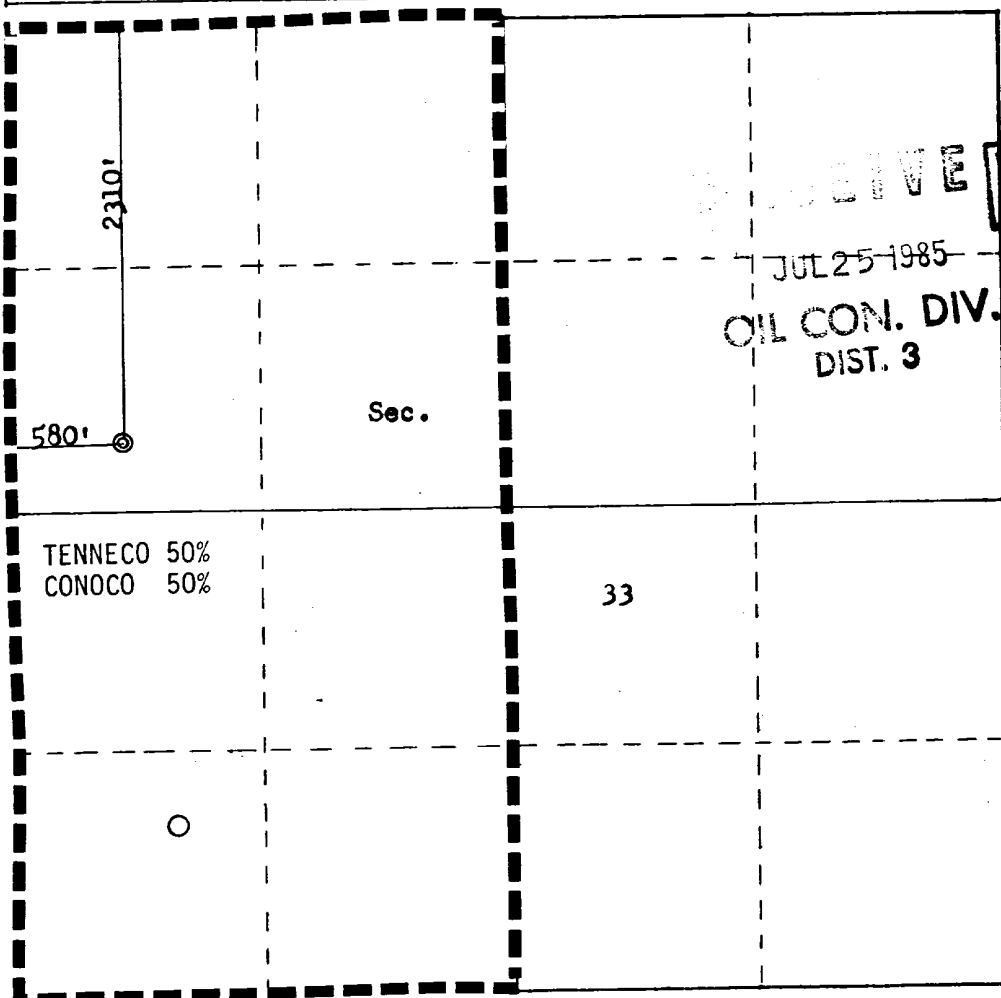 2310'
JUL 25 1985
OIL CON. DIV.
DIST. 3
Sec.
580'
TENNECO 50%
CONOCO 50%
33